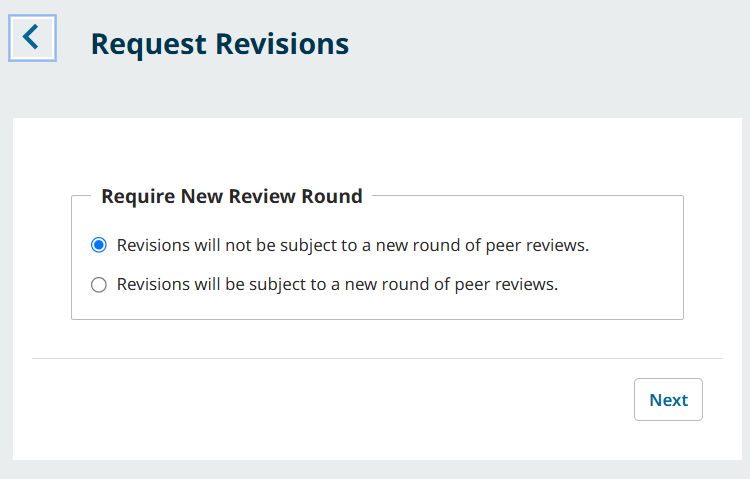 Request Revisions
Require New Review Round
Revisions will not be subject to a new round of peer reviews.
Revisions will be subject to a new round of peer reviews.
Next